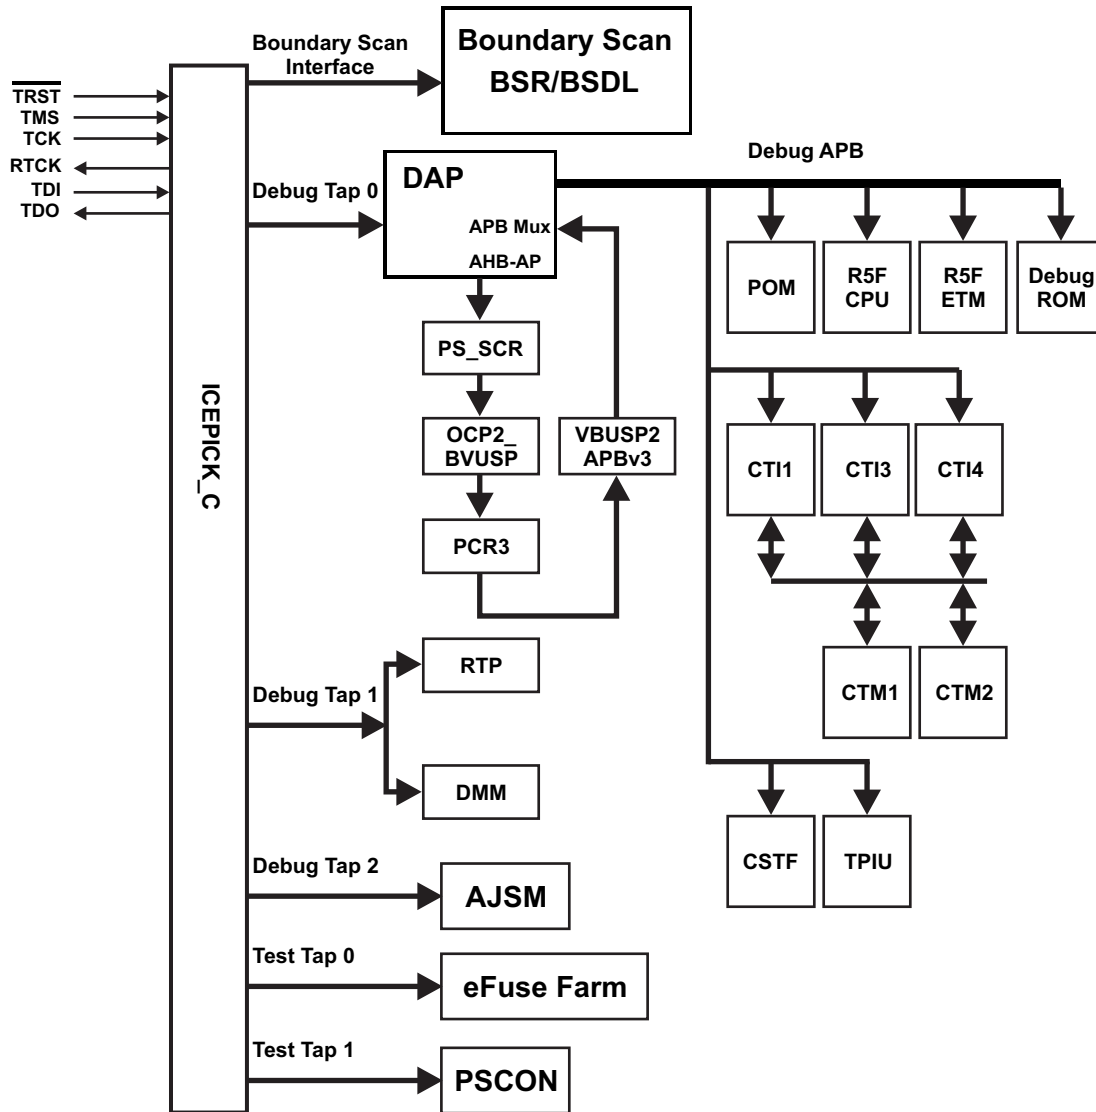 Boundary Scan
Interface
Boundary Scan
BSR/BSDL
TRST
TMS
TCK
RTCK
TDI
TDO
ICEPICK_C
Debug Tap 0
DAP
APB Mux
AHB-AP
Debug APB
POM
R5F
CPU
R5F
ETM
Debug
ROM
PS_SCR
OCP2_
BVUSP
VBUSP2
APBv3
PCR3
CTI1
CTI3
CTI4
CTM1
CTM2
Debug Tap 1
RTP
DMM
CSTF
TPIU
Debug Tap 2
AJSM
Test Tap 0
eFuse Farm
Test Tap 1
PSCON